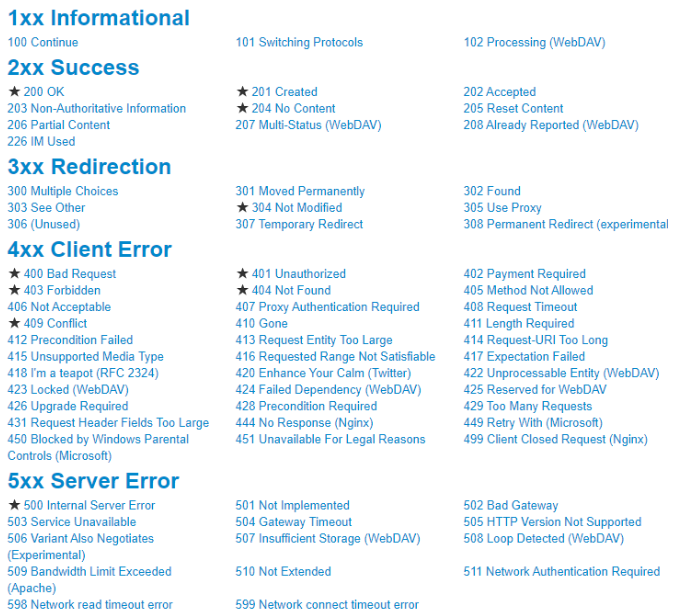 1xx Informational
100 Continue
101 Switching Protocols
102 Processing (WebDAV)
2xx Success
★ 200 OK
★ 201 Created
202 Accepted
203 Non-Authoritative Information
★ 204 No Content
205 Reset Content
206 Partial Content
207 Multi-Status (WebDAV)
208 Already Reported (WebDAV)
226 IM Used
3xx Redirection
300 Multiple Choices
301 Moved Permanently
302 Found
303 See Other
★ 304 Not Modified
305 Use Proxy
306 (Unused)
307 Temporary Redirect
308 Permanent Redirect (experimental
4xx Client Error
★ 400 Bad Request
★ 401 Unauthorized
402 Payment Required
★ 403 Forbidden
★ 404 Not Found
405 Method Not Allowed
406 Not Acceptable
407 Proxy Authentication Required
408 Request Timeout
★ 409 Conflict
410 Gone
411 Length Required
412 Precondition Failed
413 Request Entity Too Large
414 Request-URI Too Long
415 Unsupported Media Type
416 Requested Range Not Satisfiable
417 Expectation Failed
418 I'm a teapot (RFC 2324)
420 Enhance Your Calm (Twitter)
422 Unprocessable Entity (WebDAV)
423 Locked (WebDAV)
424 Failed Dependency (WebDAV)
425 Reserved for WebDAV
426 Upgrade Required
428 Precondition Required
429 Too Many Requests
431 Request Header Fields Too Large
444 No Response (Nginx)
449 Retry With (Microsoft)
450 Blocked by Windows Parental
Controls (Microsoft)
451 Unavailable For Legal Reasons
499 Client Closed Request (Nginx)
5xx Server Error
★ 500 Internal Server Error
501 Not Implemented
502 Bad Gateway
503 Service Unavailable
504 Gateway Timeout
505 HTTP Version Not Supported
506 Variant Also Negotiates
(Experimental)
507 Insufficient Storage (WebDAV)
508 Loop Detected (WebDAV)
509 Bandwidth Limit Exceeded
(Apache)
510 Not Extended
511 Network Authentication Required
598 Network read timeout error
599 Network connect timeout error